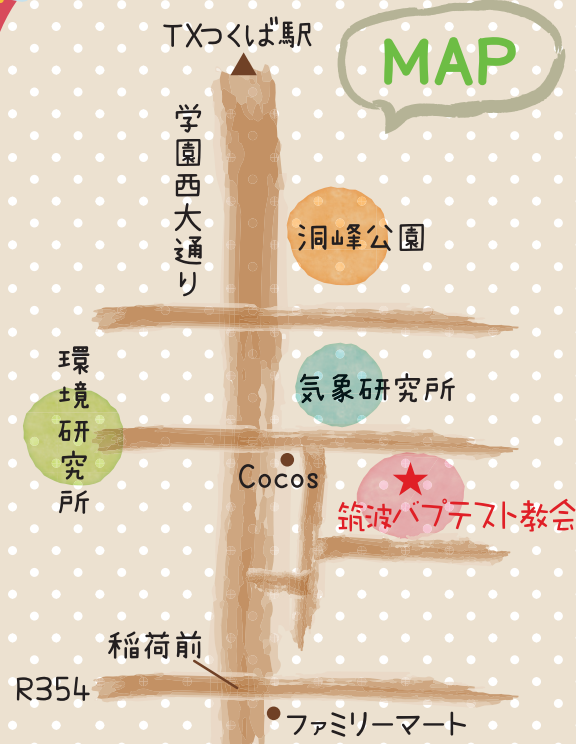 TXつくば駅
MAP
学園西大通り
洞峰公園
気象研究所
環境研究所
Cocos
筑波バプテスト教会
稲荷前
R354
ファミリーマート